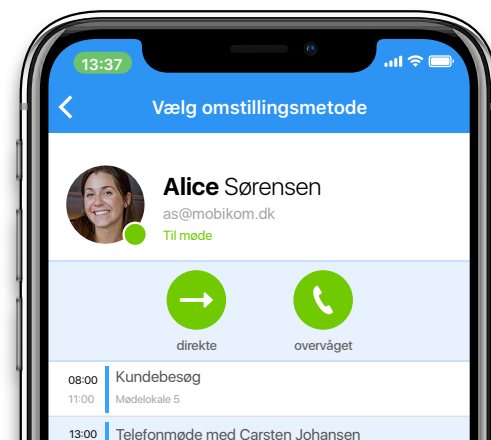 13:37
Vælg omstillingsmetode
Alice Sørensen
as@mobikom.dk
Til møde
direkte overvåget
08:00 Kundebesøg
11:00 Mødelokale 5
13:00 Telefonmøde med Carsten Johansen